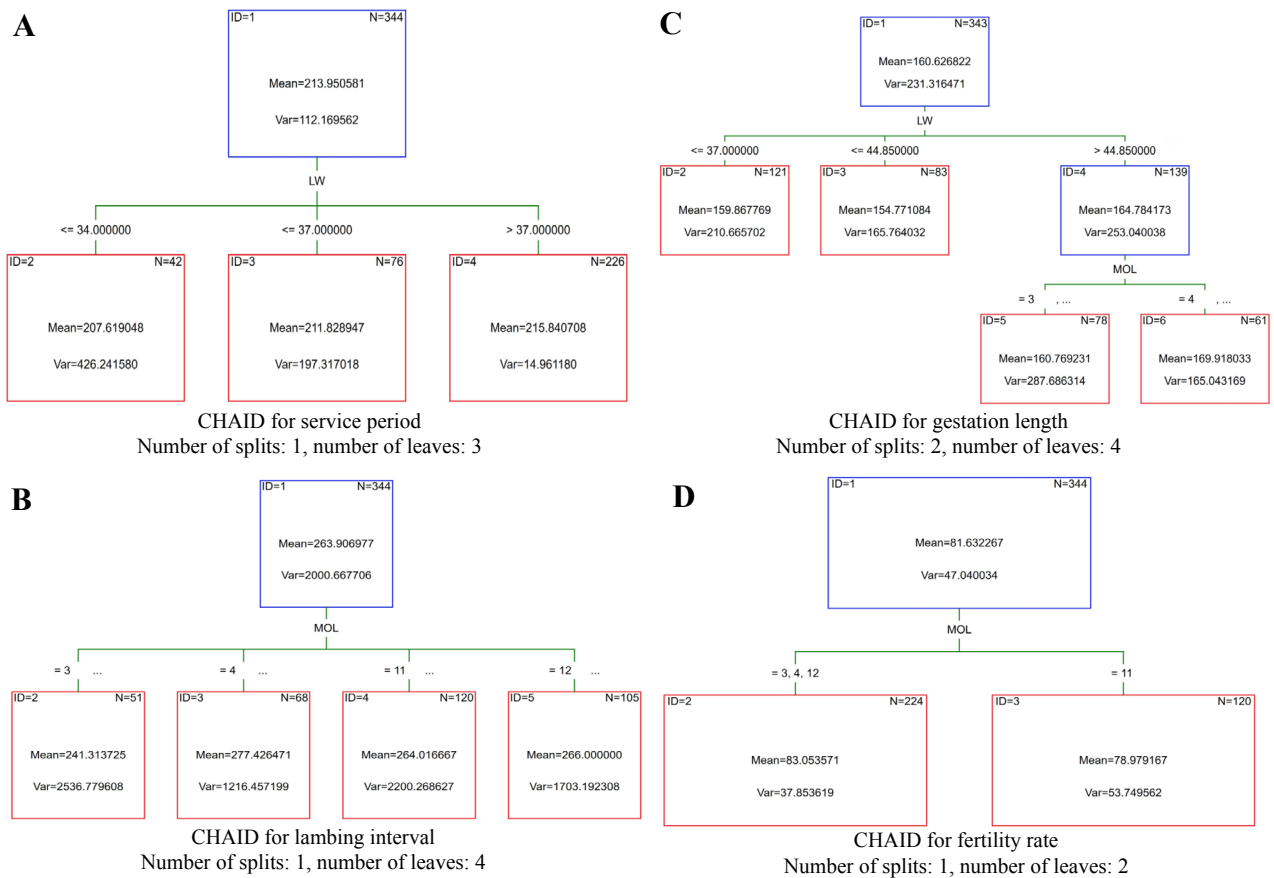 A
ID=1 N=344
Mean=213.950581
Var=112.169562
LW
<= 34.000000 <= 37.000000 > 37.000000
ID=2 N=42 ID=3 N=76 ID=4 N=226
Mean=207.619048 Mean=211.828947 Mean=215.840708
Var=426.241580 Var=197.317018 Var=14.961180
CHAID for service period
Number of splits: 1, number of leaves: 3
B
ID=1 N=344
Mean=263.906977
Var=2000.667706
MOL
= 3 ... = 4 ... = 11 ... = 12 ...
ID=2 N=51 ID=3 N=68 ID=4 N=120 ID=5 N=105
Mean=241.313725 Mean=277.426471 Mean=264.016667 Mean=266.000000
Var=2536.779608 Var=1216.457199 Var=2200.268627 Var=1703.192308
CHAID for lambing interval
Number of splits: 1, number of leaves: 4
C
ID=1 N=343
Mean=160.626822
Var=231.316471
LW
<= 37.000000 <= 44.850000 > 44.850000
ID=2 N=121 ID=3 N=83 ID=4 N=139
Mean=159.867769 Mean=154.771084 Mean=164.784173
Var=210.665702 Var=165.764032 Var=253.040038
MOL
= 3 , ... = 4 , ...
ID=5 N=78 ID=6 N=61
Mean=160.769231 Mean=169.918033
Var=287.686314 Var=165.043169
CHAID for gestation length
Number of splits: 2, number of leaves: 4
D
ID=1 N=344
Mean=81.632267
Var=47.040034
MOL
= 3, 4, 12 = 11
ID=2 N=224 ID=3 N=120
Mean=83.053571 Mean=78.979167
Var=37.853619 Var=53.749562
CHAID for fertility rate
Number of splits: 1, number of leaves: 2